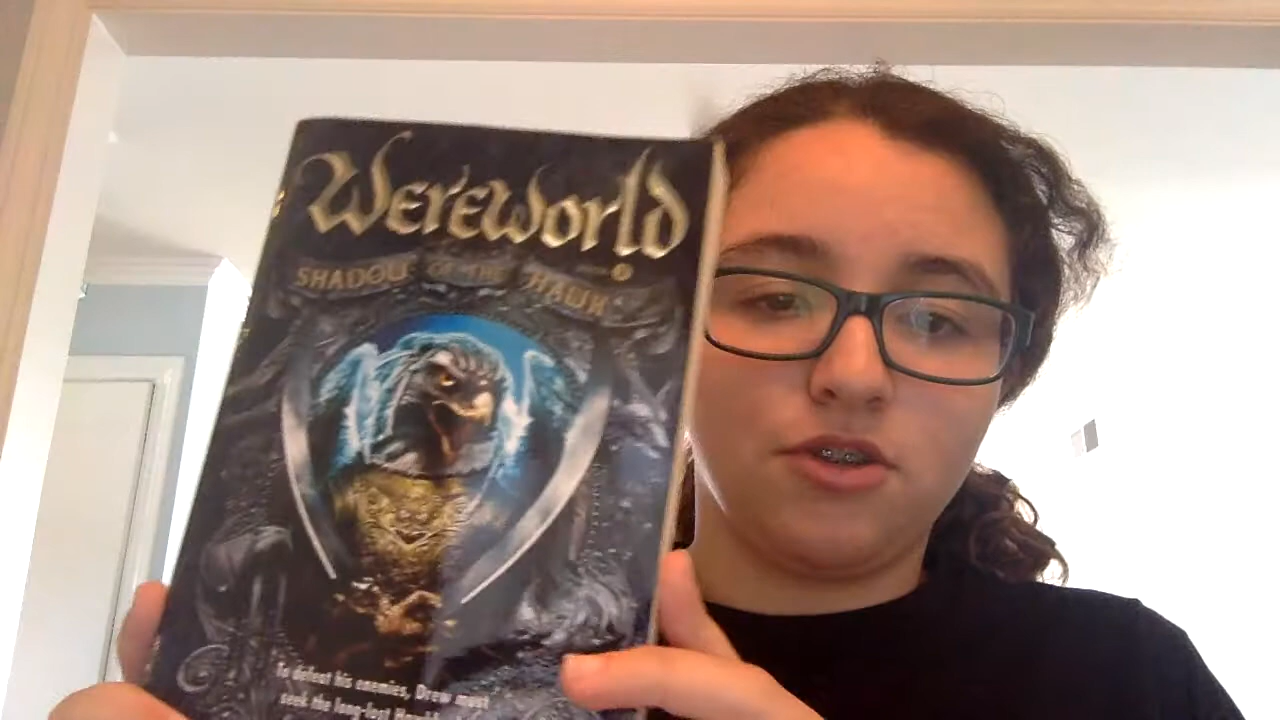 Wereworld
SHADOW OF THE HAWK
To defeat his enemies, Drew must
seek the long-lost